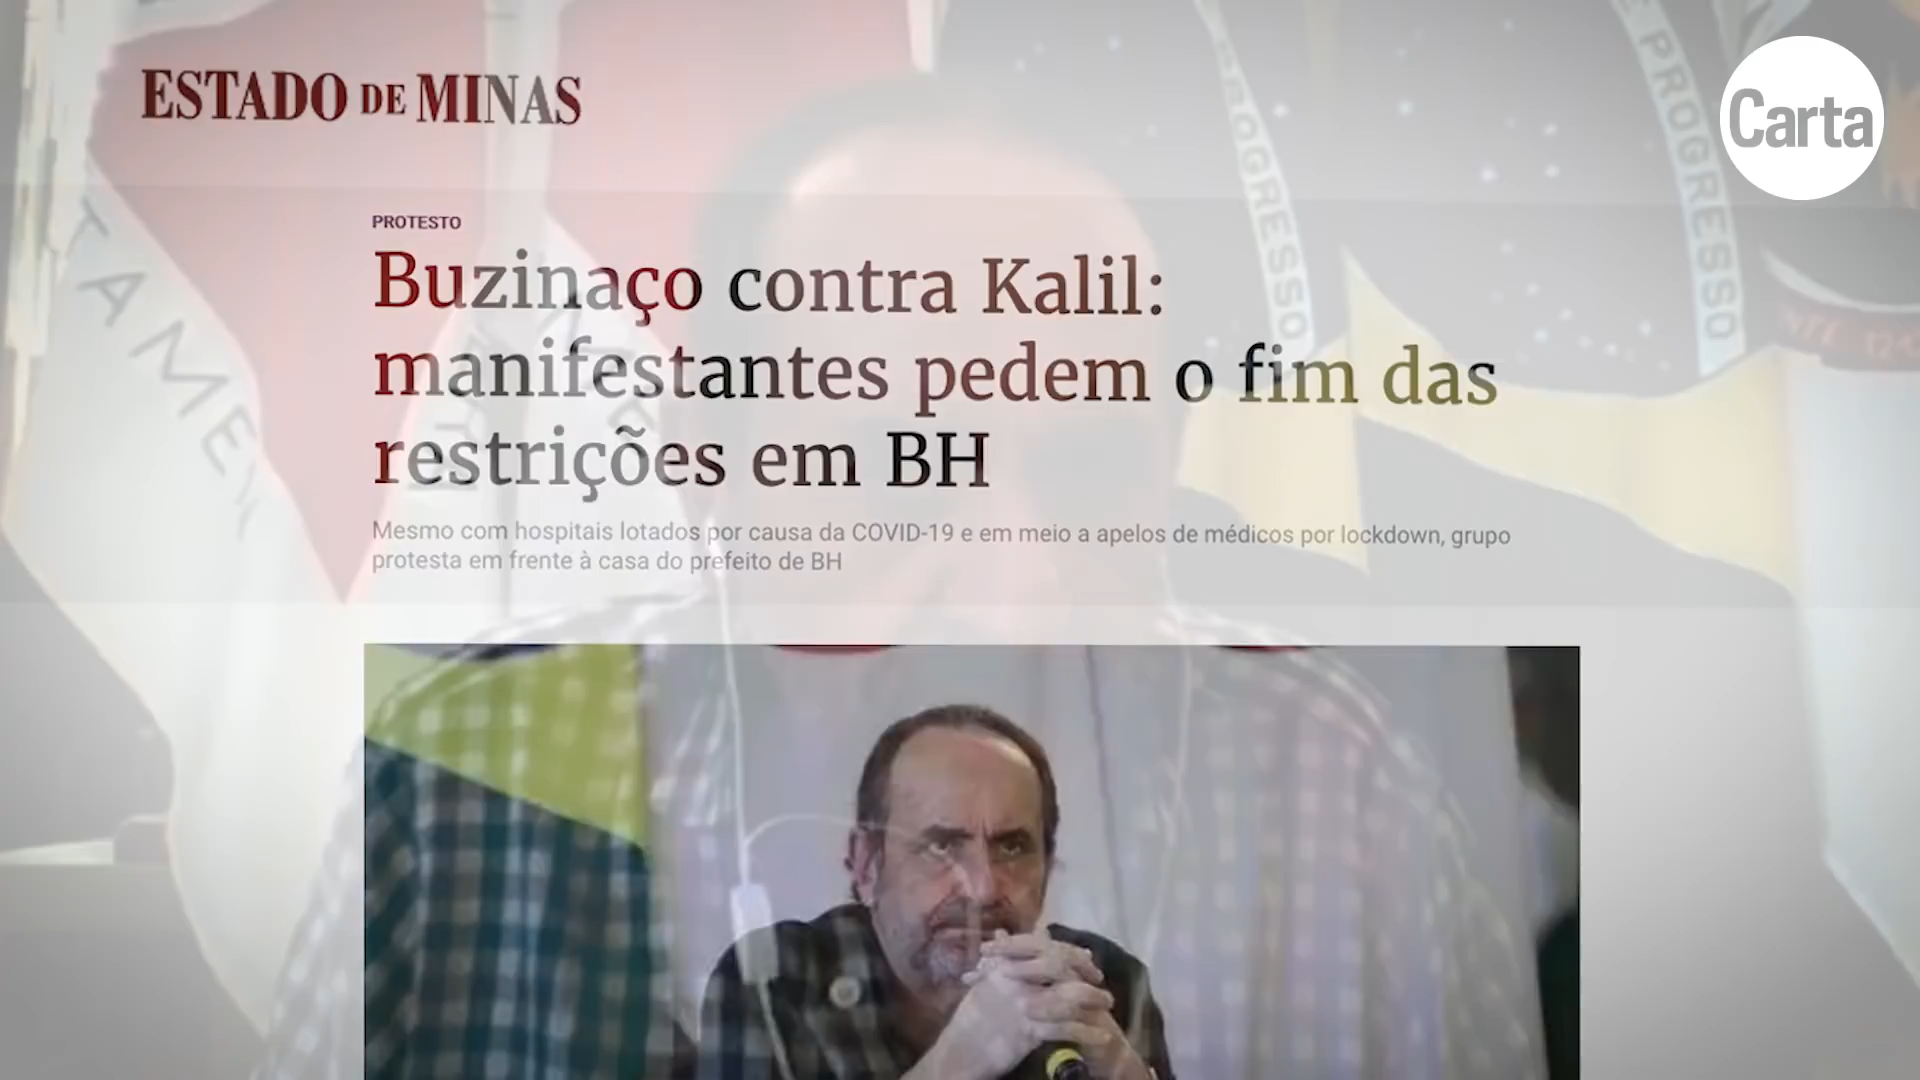 ESTADO DE MINAS
Carta
PROTESTO
Buzinaço contra Kalil:
manifestantes pedem o fim das
restrições em BH
Mesmo com hospitais lotados por causa da COVID-19 e em meio a apelos de médicos por lockdown, grupo
protesta em frente à casa do prefeito de BH
PROGRESSO
E PROGRESSO